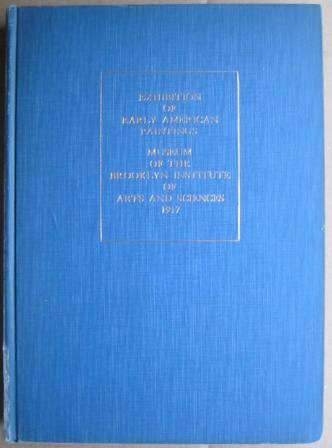 EXHIBITION
OF
EARLY AMERICAN
PAINTINGS
MUSEUM
OF THE
BROOKLYN INSTITUTE
OF
ARTS AND SCIENCES
1917